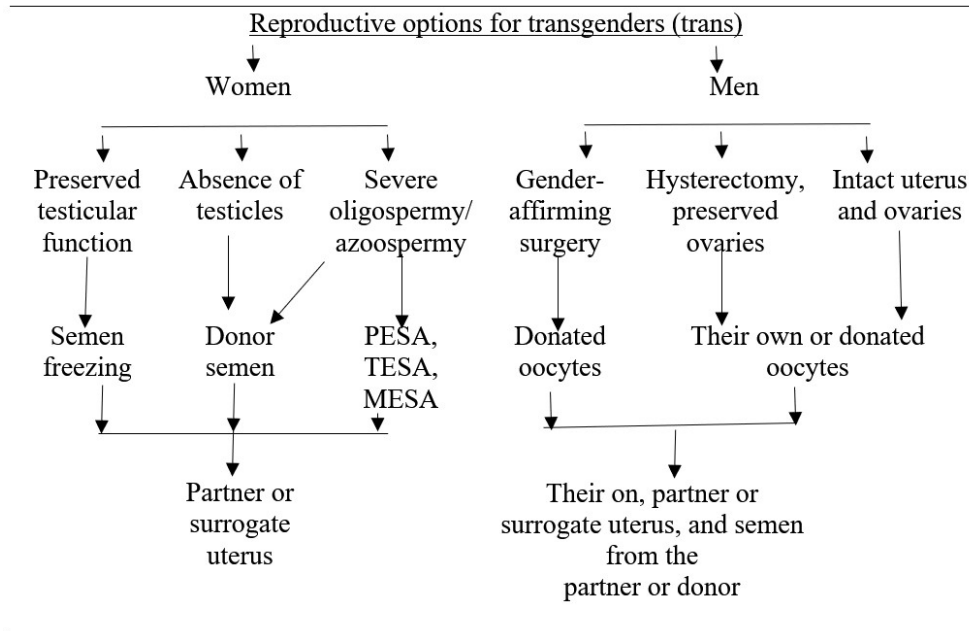 Reproductive options for transgenders (trans)
Women
Men
Preserved
testicular
function
Absence of
testicles
Severe
oligospermy/
azoospermy
Gender-
affirming
surgery
Hysterectomy,
preserved
ovaries
Intact uterus
and ovaries
Semen
freezing
Donor
semen
PESA,
TESA,
MESA
Donated
oocytes
Their own or donated
oocytes
Partner or
surrogate
uterus
Their on, partner or
surrogate uterus, and semen
from the
partner or donor